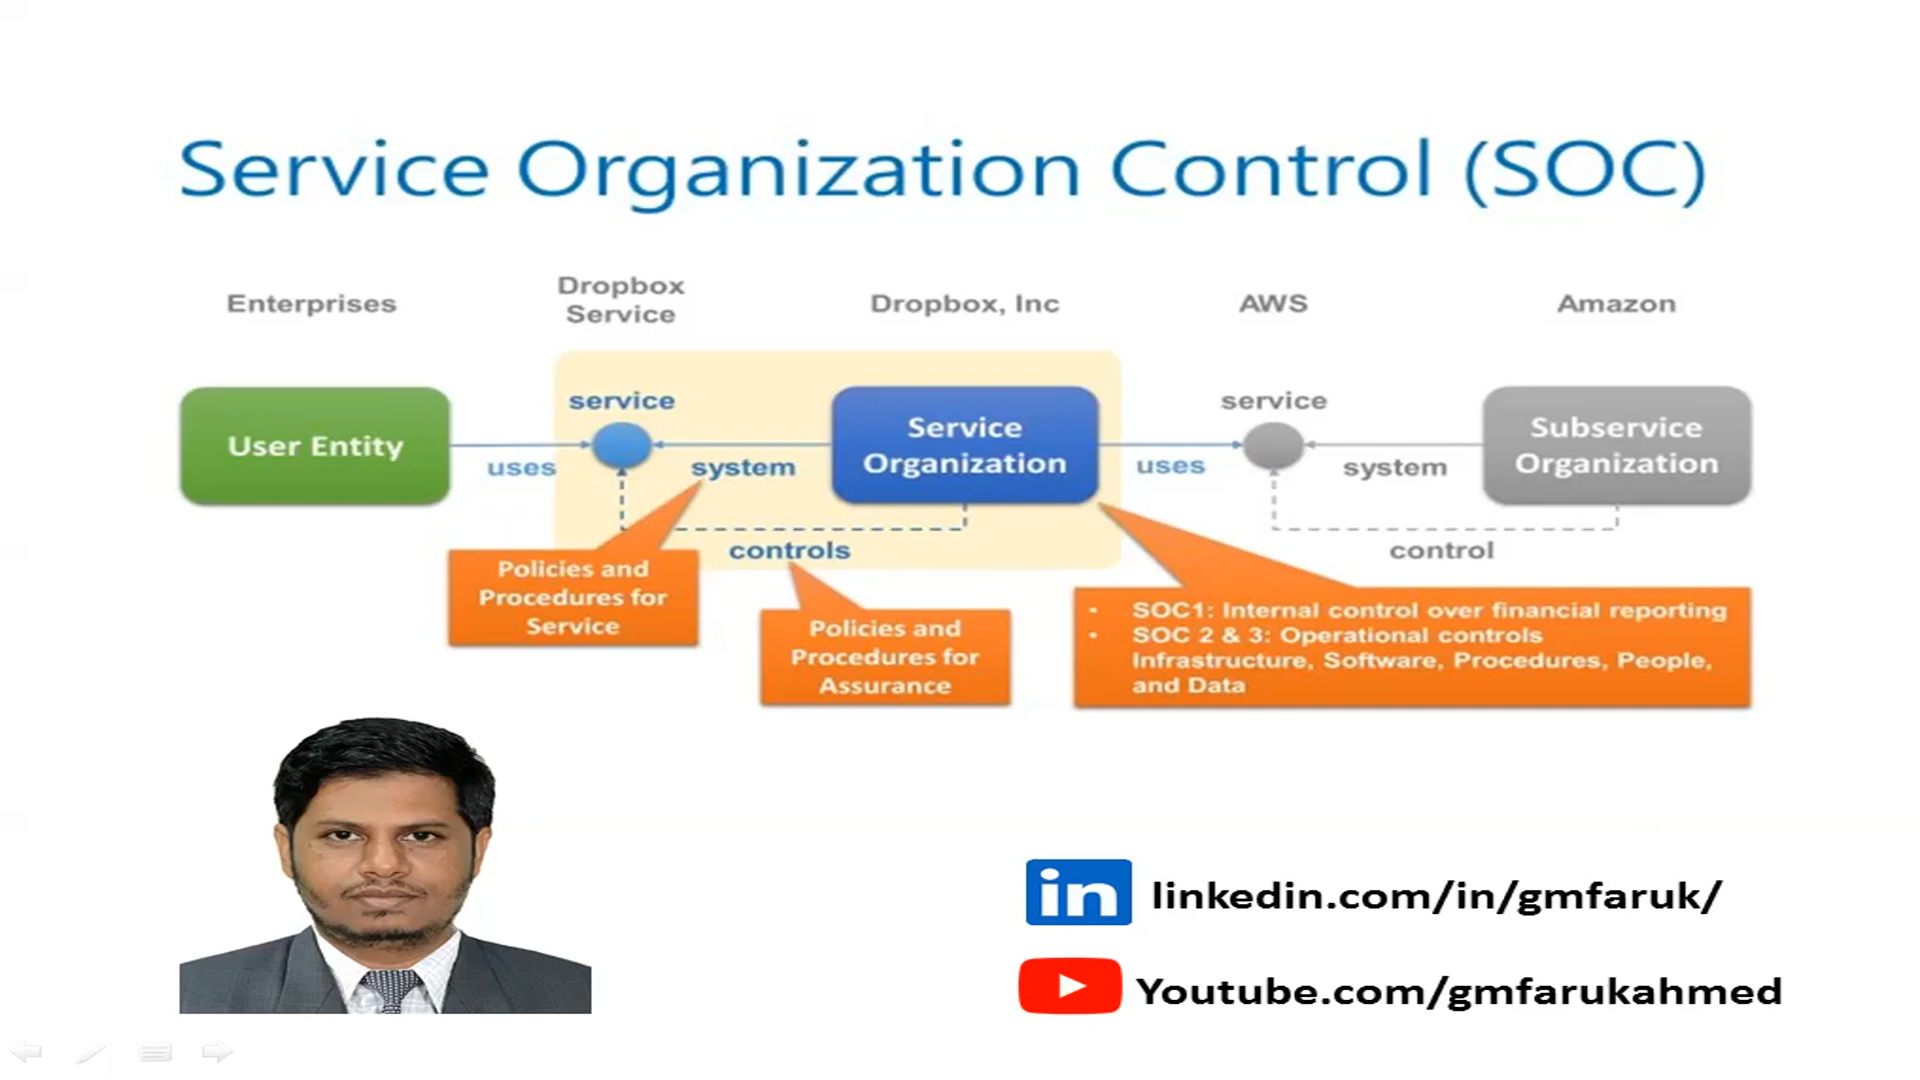 Service Organization Control (SOC)
Enterprises
Dropbox
Service
Dropbox, Inc
AWS
Amazon
User Entity
uses
service
system
controls
Service
Organization
uses
service
system
control
Subservice
Organization
Policies and
Procedures for
Service
Policies and
Procedures for
Assurance
• SOC1: Internal control over financial reporting
• SOC 2 & 3: Operational controls
Infrastructure, Software, Procedures, People,
and Data
in linkedin.com/in/gmfaruk/
Youtube.com/gmfarukahmed